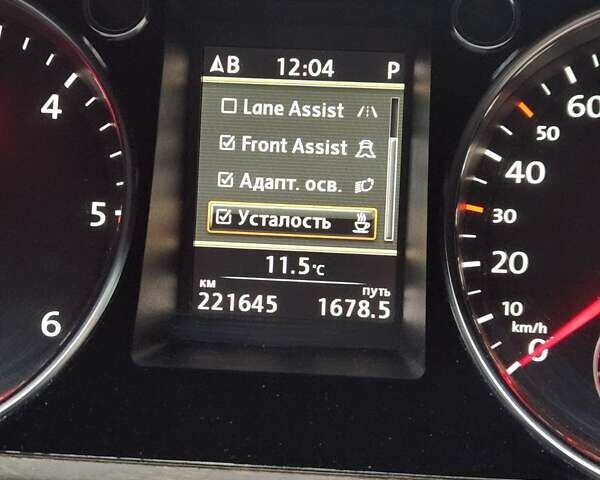 AB 12:04 P
Lane Assist
Front Assist
Адапт. осв.
Усталость
11.5°C
км путь
221645 1678.5
4
5
6
60
50
40
30
20
10
km/h
0